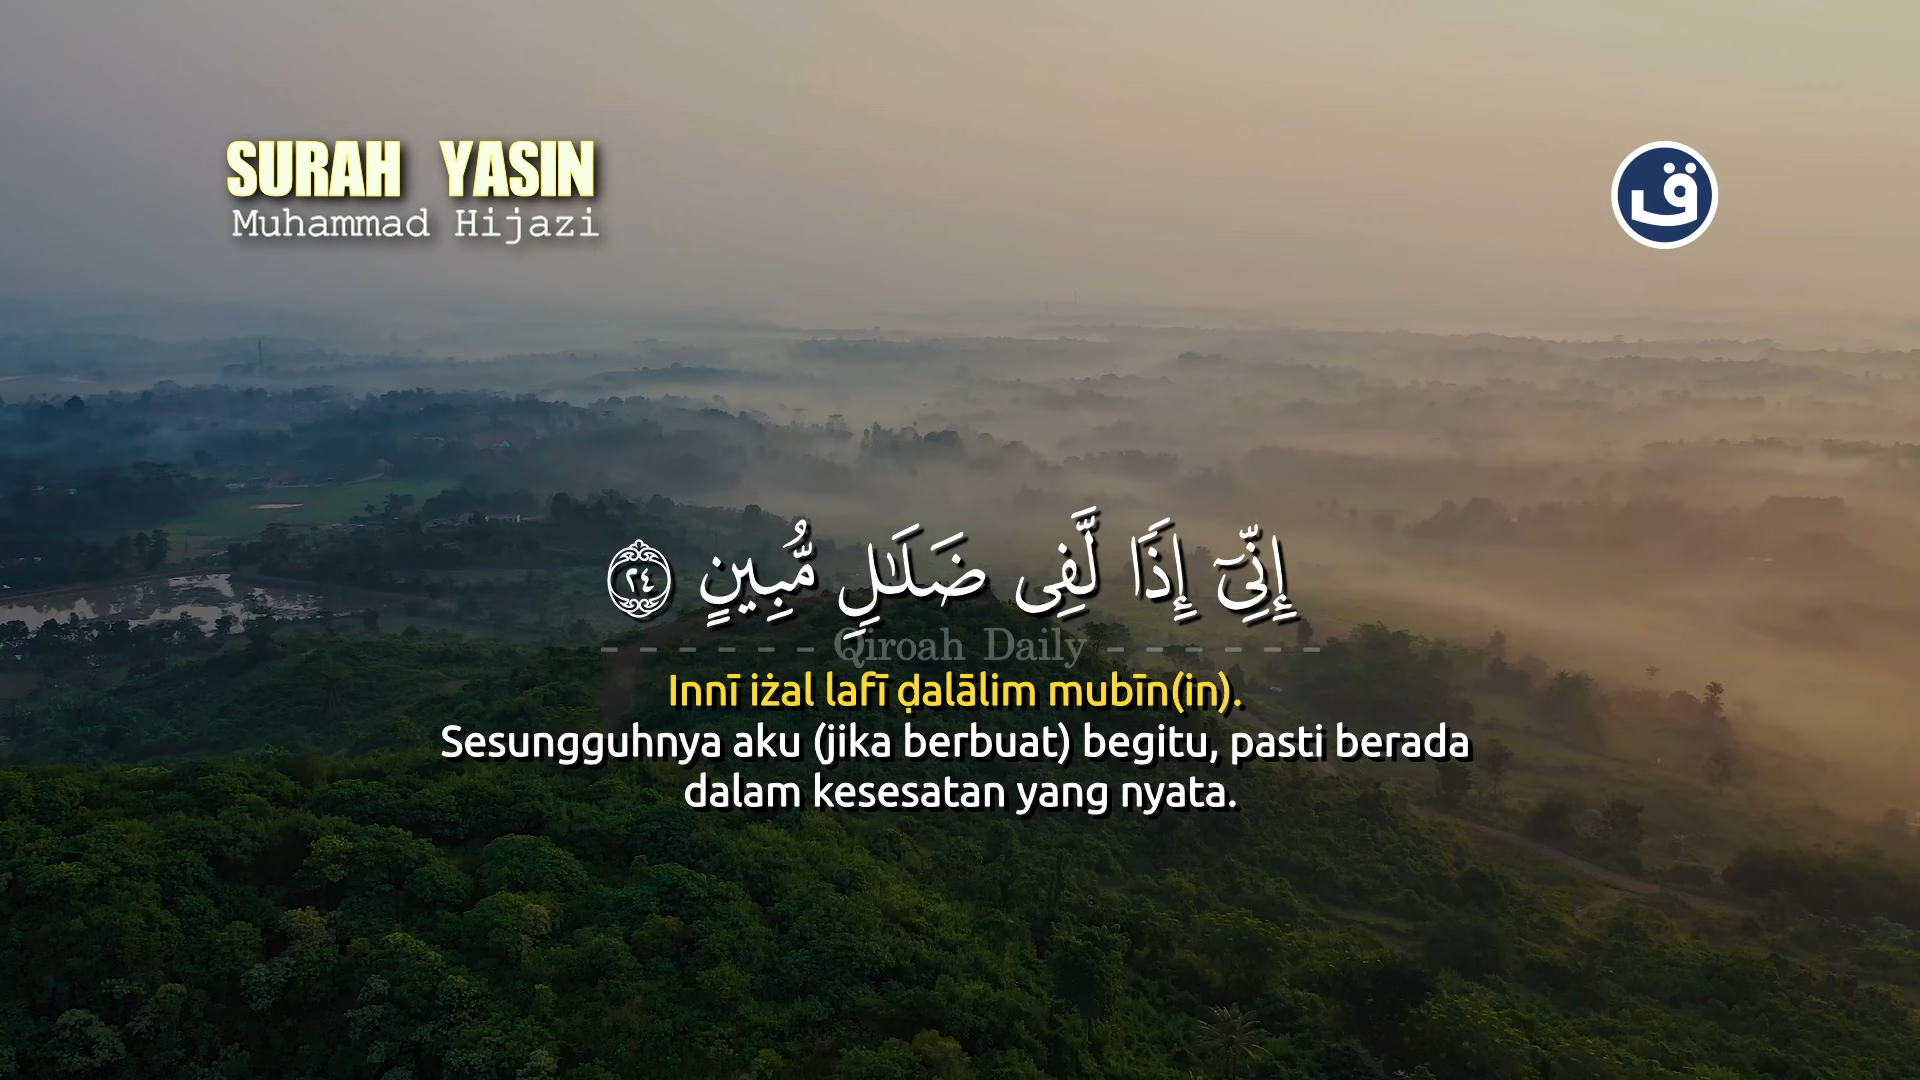 SURAH YASIN
Muhammad Hijazi
ق
إِنِّىٓ إِذًا لَّفِى ضَلَـٰلٍ مُّبِينٍ ٢٤
------ Qiroah Daily ------
Innī iżal lafī ḍalālim mubīn(in).
Sesungguhnya aku (jika berbuat) begitu, pasti berada
dalam kesesatan yang nyata.